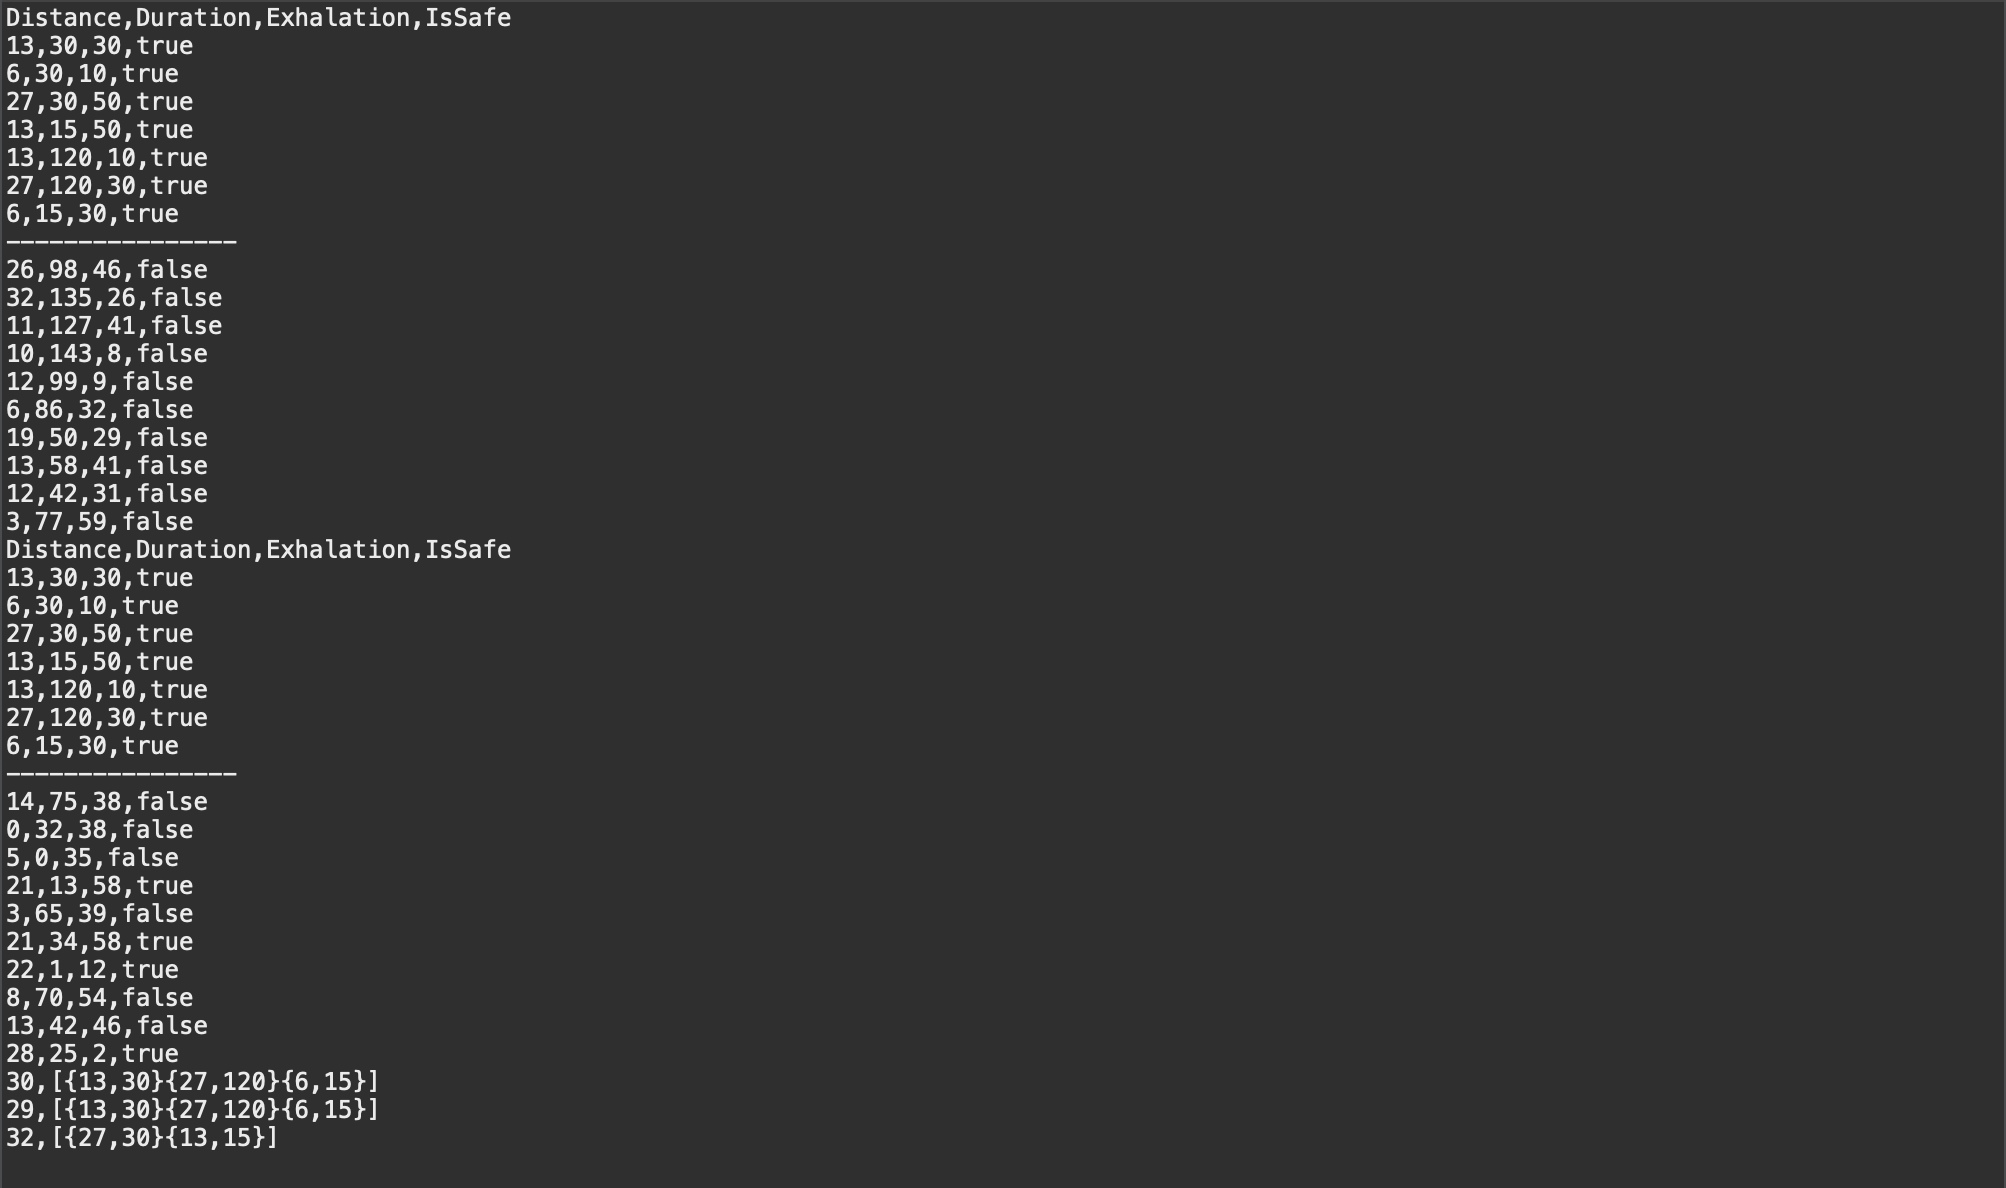 Distance,Duration,Exhalation,IsSafe
13,30,30,true
6,30,10,true
27,30,50,true
13,15,50,true
13,120,10,true
27,120,30,true
6,15,30,true
----------------
26,98,46,false
32,135,26,false
11,127,41,false
10,143,8,false
12,99,9,false
6,86,32,false
19,50,29,false
13,58,41,false
12,42,31,false
3,77,59,false
Distance,Duration,Exhalation,IsSafe
13,30,30,true
6,30,10,true
27,30,50,true
13,15,50,true
13,120,10,true
27,120,30,true
6,15,30,true
----------------
14,75,38,false
0,32,38,false
5,0,35,false
21,13,58,true
3,65,39,false
21,34,58,true
22,1,12,true
8,70,54,false
13,42,46,false
28,25,2,true
30,[{13,30}{27,120}{6,15}]
29,[{13,30}{27,120}{6,15}]
32,[{27,30}{13,15}]